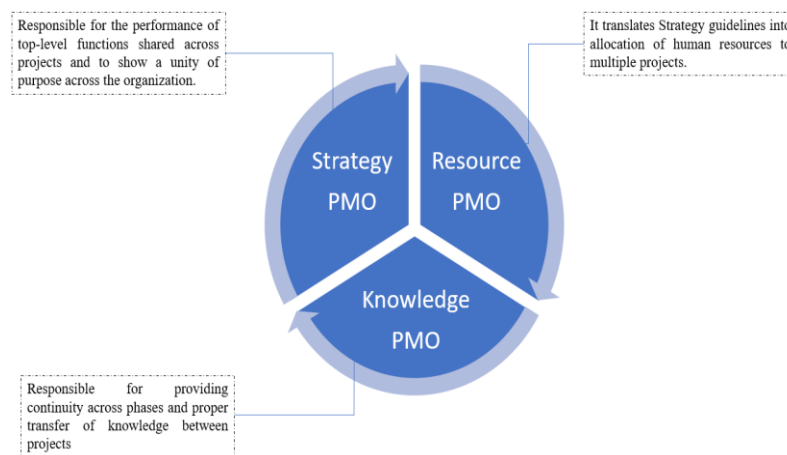 Responsible for the performance of
top-level functions shared across
projects and to show a unity of
purpose across the organization.
It translates Strategy guidelines into
allocation of human resources to
multiple projects.
Strategy
PMO
Resource
PMO
Knowledge
PMO
Responsible for providing
continuity across phases and proper
transfer of knowledge between
projects